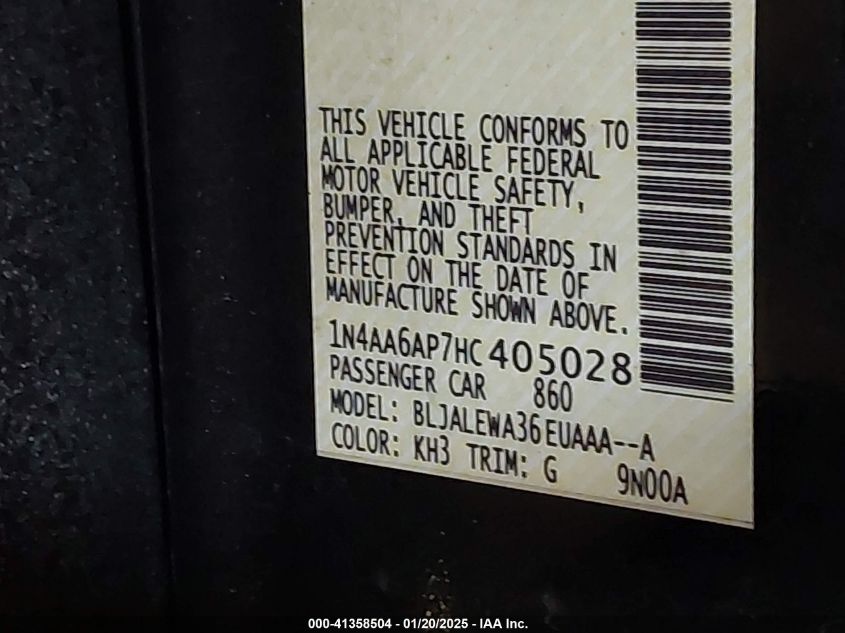 THIS VEHICLE CONFORMS TO
ALL APPLICABLE FEDERAL
MOTOR VEHICLE SAFETY,
BUMPER, AND THEFT
PREVENTION STANDARDS IN
EFFECT ON THE DATE OF
MANUFACTURE SHOWN ABOVE.
1N4AA6AP7HC405028
PASSENGER CAR 860
MODEL: BLJALEWA36EUAAA--A
COLOR: KH3 TRIM: G 9N00A
000-41358504 - 01/20/2025 - IAA Inc.